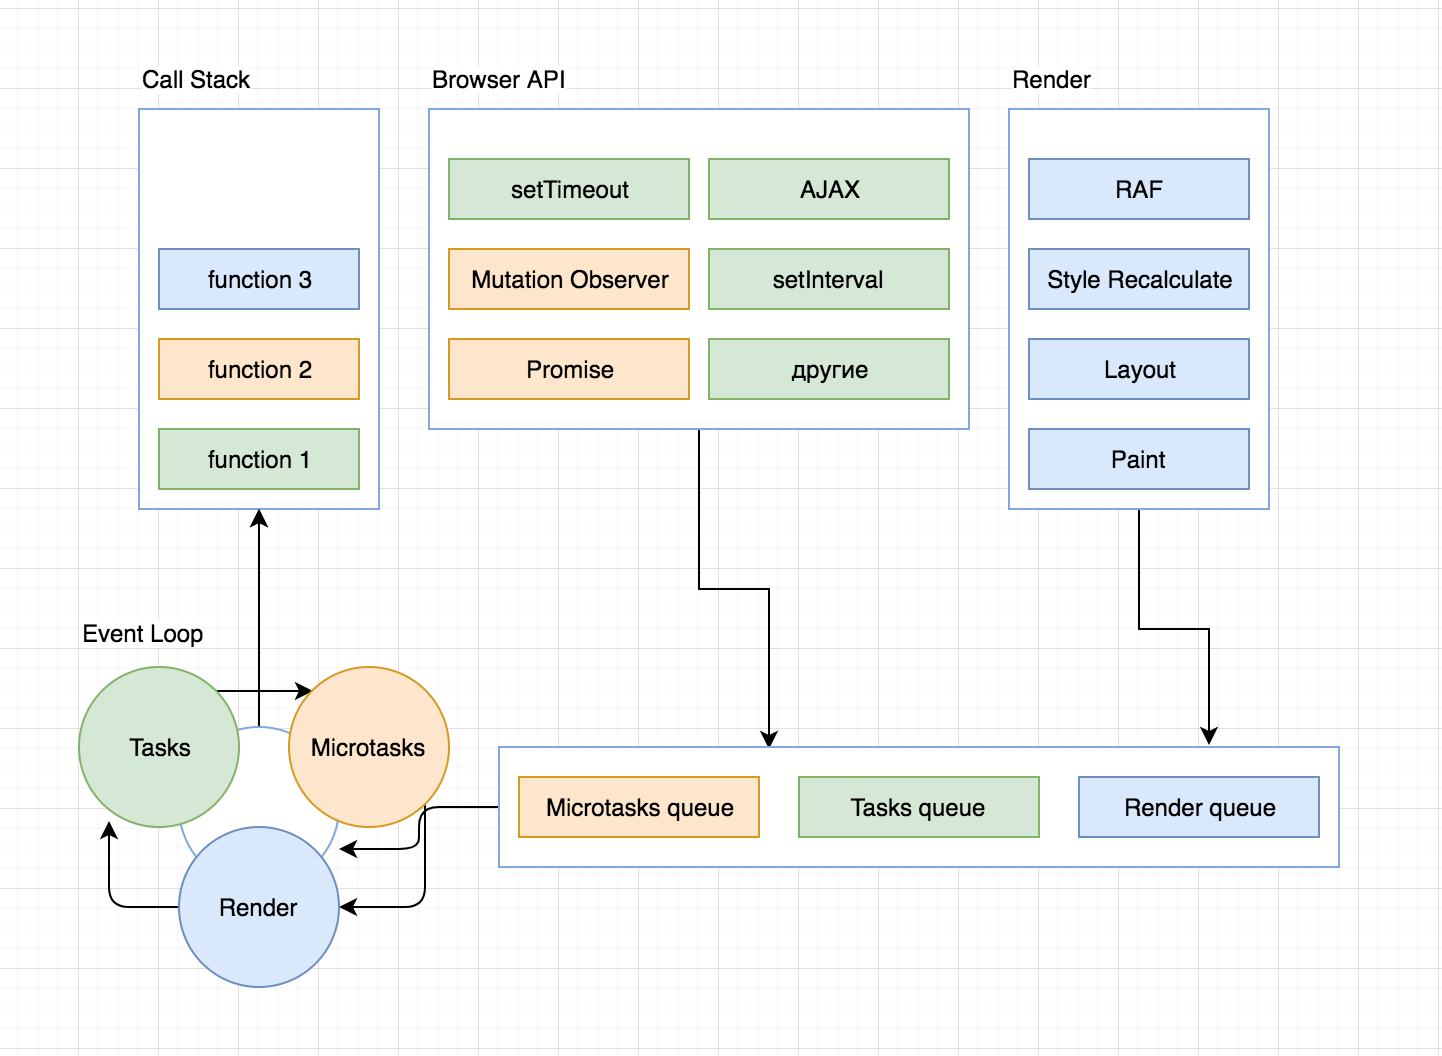 Call Stack
function 3
function 2
function 1
Browser API
setTimeout
AJAX
Mutation Observer
setInterval
Promise
другие
Render
RAF
Style Recalculate
Layout
Paint
Event Loop
Tasks
Microtasks
Render
Microtasks queue
Tasks queue
Render queue